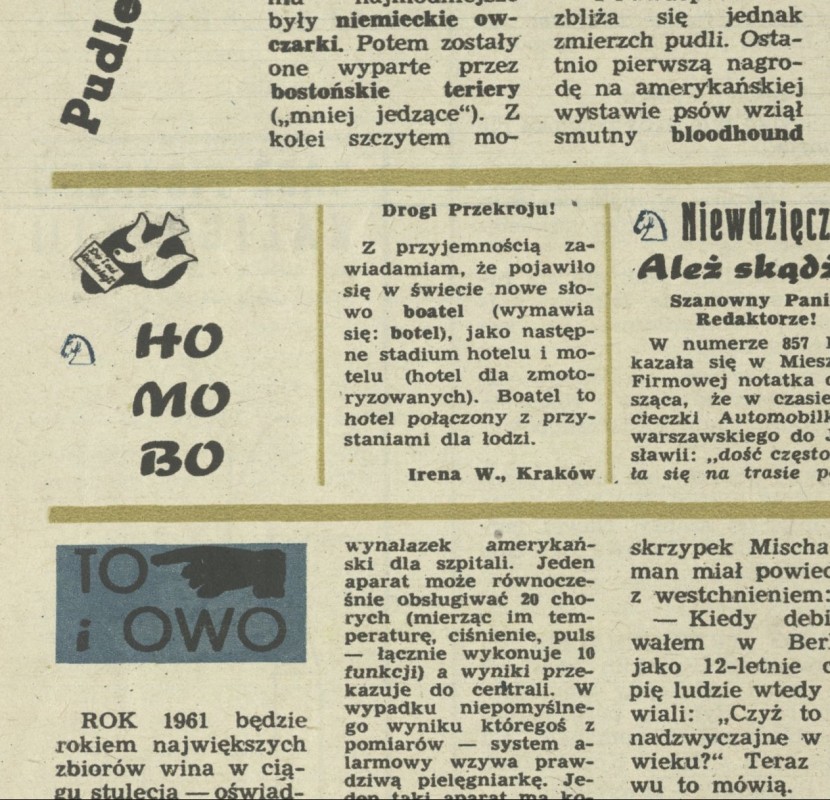 Pudle
były niemieckie ow-
czarki. Potem zostały
one wyparte przez
bostońskie teriery
(„mniej jedzące“). Z
kolei szczytem mo-
zbliża się jednak
zmierzch pudli. Osta-
tnio pierwszą nagro-
dę na amerykańskiej
wystawie psów wziął
smutny bloodhound
HO
MO
BO
Drogi Przekroju!
Z przyjemnością za-
wiadamiam, że pojawiło
się w świecie nowe sło-
wo boatel (wymawia
się: botel), jako następ-
ne stadium hotelu i mo-
telu (hotel dla zmoto-
ryzowanych). Boatel to
hotel połączony z przy-
staniami dla łodzi.
Irena W., Kraków
Niewdzięcz
Ależ skądż
Szanowny Pani
Redaktorze!
W numerze 857
kazała się w Miesz
Firmowej notatka
sząca, że w czasie
cieczki Automobilk
warszawskiego do J
sławii: „dość często
ła się na trasie p
TO
i OWO
ROK 1961 będzie
rokiem największych
zbiorów wina w cią-
gu stulecia — oświad-
wynalazek amerykań-
ski dla szpitali. Jeden
aparat może równocze-
śnie obsługiwać 20 cho-
rych (mierząc im tem-
peraturę, ciśnienie, puls
— łącznie wykonuje 10
funkcji) a wyniki prze-
kazuje do centrali. W
wypadku niepomyślne-
go wyniku któregoś z
pomiarów — system a-
larmowy wzywa praw-
dziwą pielęgniarkę. Je-
den taki aparat ma ko-
skrzypek Mischa
man miał powiec
z westchnieniem:
— Kiedy debi
wałem w Ber
jako 12-letnie
pię ludzie wtedy
wiali: „Czyż to
nadzwyczajne w
wieku?“ Teraz
wu to mówią.